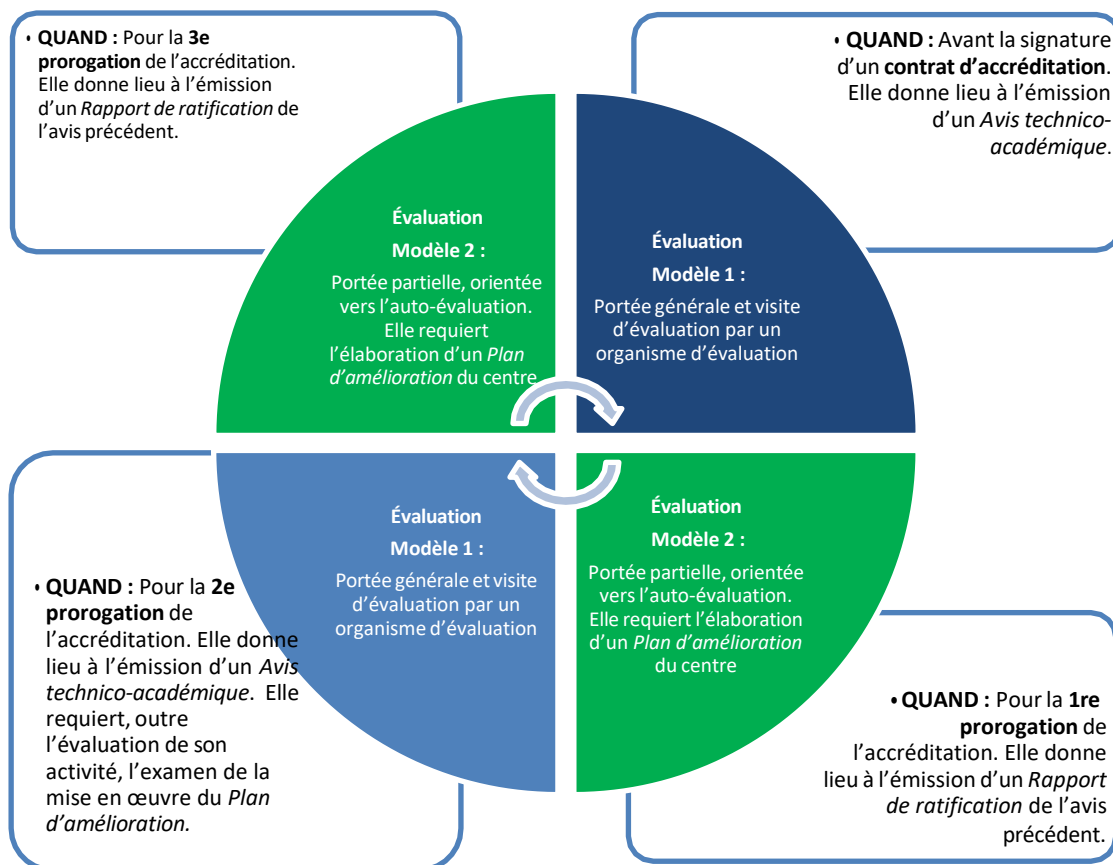 • QUAND : Pour la 3e
prorogation de l’accréditation.
Elle donne lieu à l’émission
d’un Rapport de ratification de
l’avis précédent.
• QUAND : Avant la signature
d’un contrat d’accréditation.
Elle donne lieu à l’émission
d’un Avis technico-
académique.
Évaluation
Modèle 2 :
Portée partielle, orientée
vers l’auto-évaluation.
Elle requiert
l’élaboration d’un Plan
d’amélioration du centre
Évaluation
Modèle 1 :
Portée générale et visite
d’évaluation par un
organisme d’évaluation
Évaluation
Modèle 1 :
Portée générale et visite
d’évaluation par un
organisme d’évaluation
Évaluation
Modèle 2 :
Portée partielle, orientée
vers l’auto-évaluation.
Elle requiert l’élaboration
d’un Plan d’amélioration
du centre
• QUAND : Pour la 2e
prorogation de
l’accréditation. Elle donne
lieu à l’émission d’un Avis
technico-académique. Elle
requiert, outre
l’évaluation de son
activité, l’examen de la
mise en œuvre du Plan
d’amélioration.
• QUAND : Pour la 1re
prorogation de
l’accréditation. Elle donne
lieu à l’émission d’un Rapport
de ratification de l’avis
précédent.